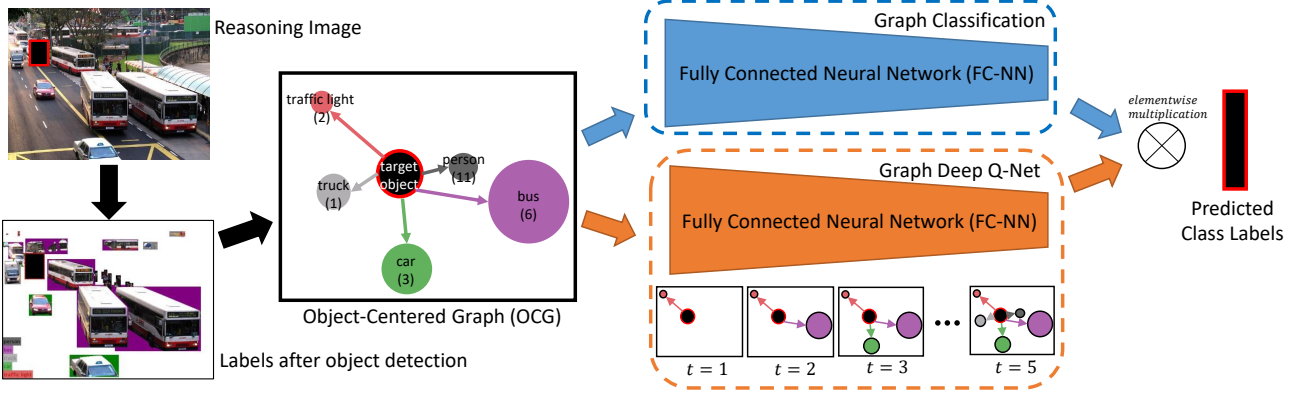 Reasoning Image
Labels after object detection
person
bus
car
traffic light
traffic light
(2)
target
object
person
(11)
truck
(1)
bus
(6)
car
(3)
Object-Centered Graph (OCG)
Graph Classification
Fully Connected Neural Network (FC-NN)
Graph Deep Q-Net
Fully Connected Neural Network (FC-NN)
t = 1
t = 2
t = 3
t = 5
elementwise
multiplication
Predicted
Class Labels